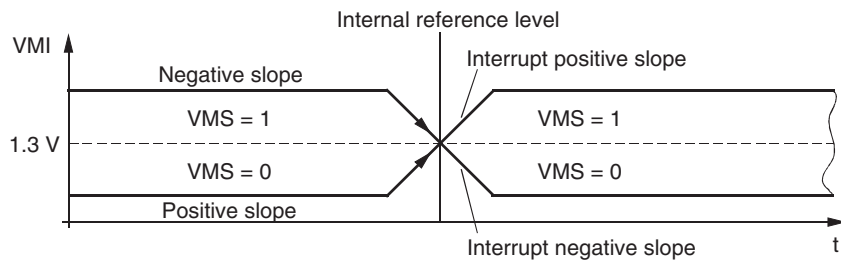 Internal reference level
VMI
Negative slope
Interrupt positive slope
VMS = 1
VMS = 1
1.3 V
VMS = 0
VMS = 0
Positive slope
Interrupt negative slope
t